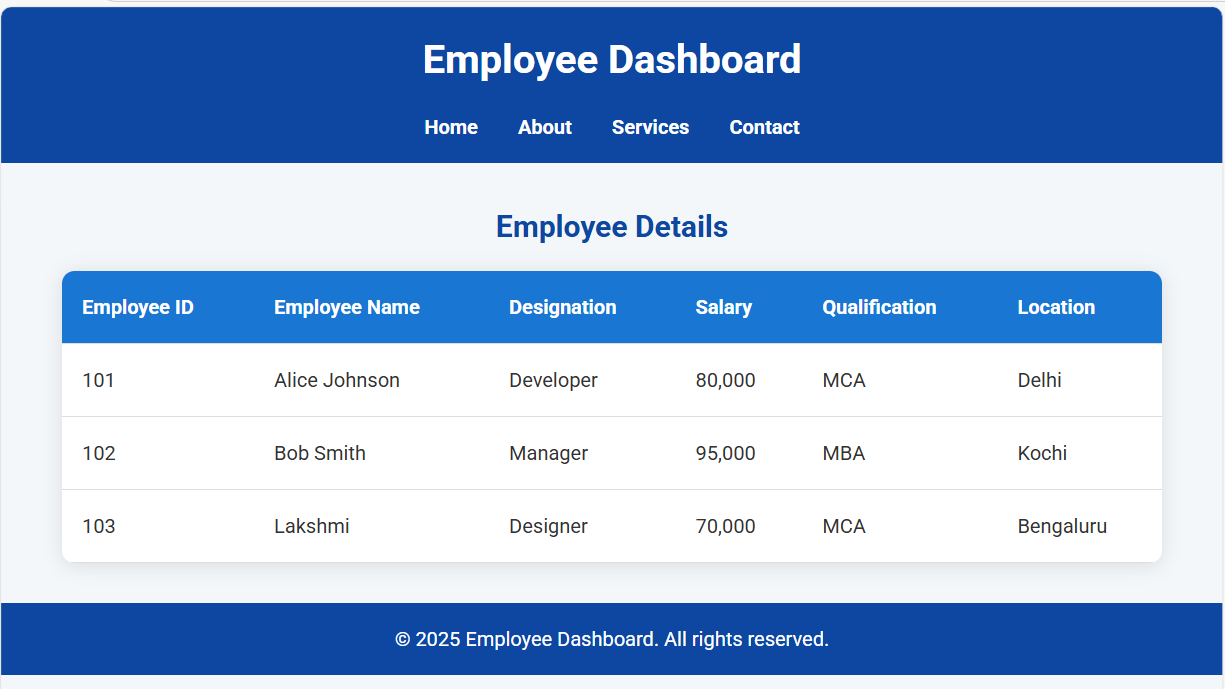 Employee Dashboard
Home About Services Contact
Employee Details
Employee ID Employee Name Designation Salary Qualification Location
101 Alice Johnson Developer 80,000 MCA Delhi
102 Bob Smith Manager 95,000 MBA Kochi
103 Lakshmi Designer 70,000 MCA Bengaluru
© 2025 Employee Dashboard. All rights reserved.